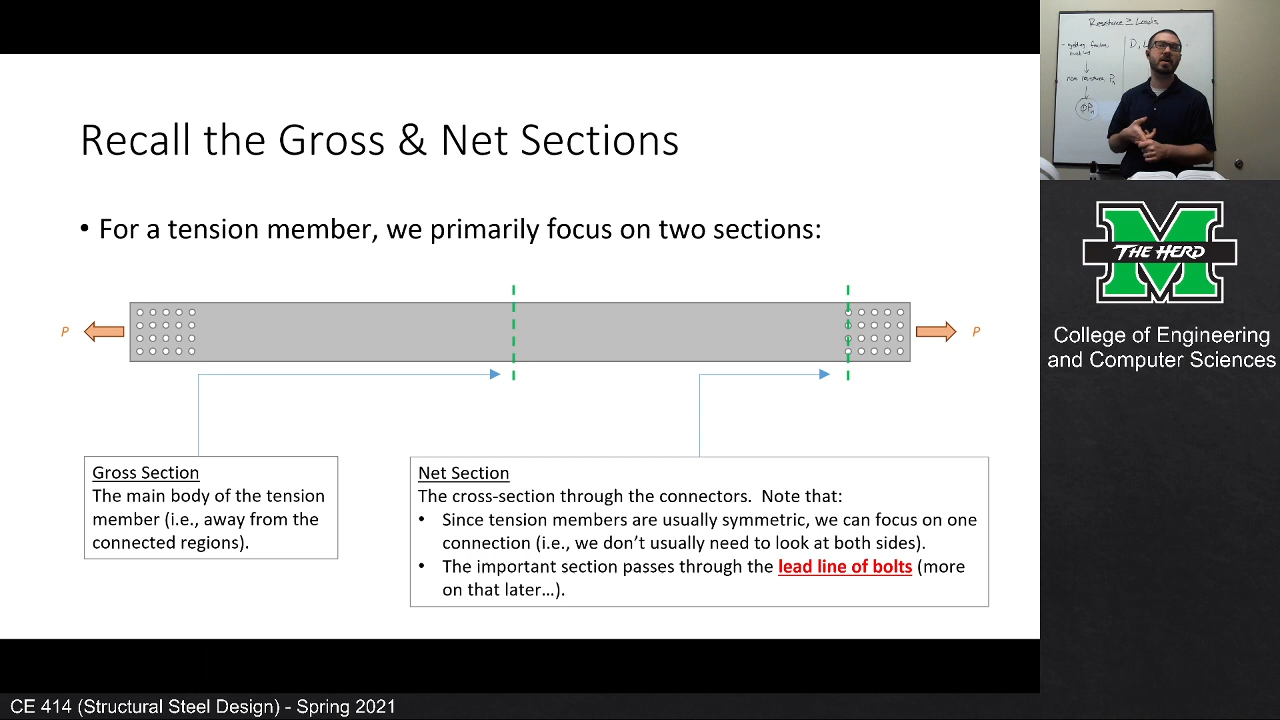 Recall the Gross & Net Sections
• For a tension member, we primarily focus on two sections:
P
P
Gross Section
The main body of the tension
member (i.e., away from the
connected regions).
Net Section
The cross-section through the connectors.  Note that:
• Since tension members are usually symmetric, we can focus on one
connection (i.e., we don't usually need to look at both sides).
• The important section passes through the lead line of bolts (more
on that later…).
Resistance ≥ Loads
D, L
ΦPn
THE HERD
College of Engineering
and Computer Sciences
CE 414 (Structural Steel Design) - Spring 2021